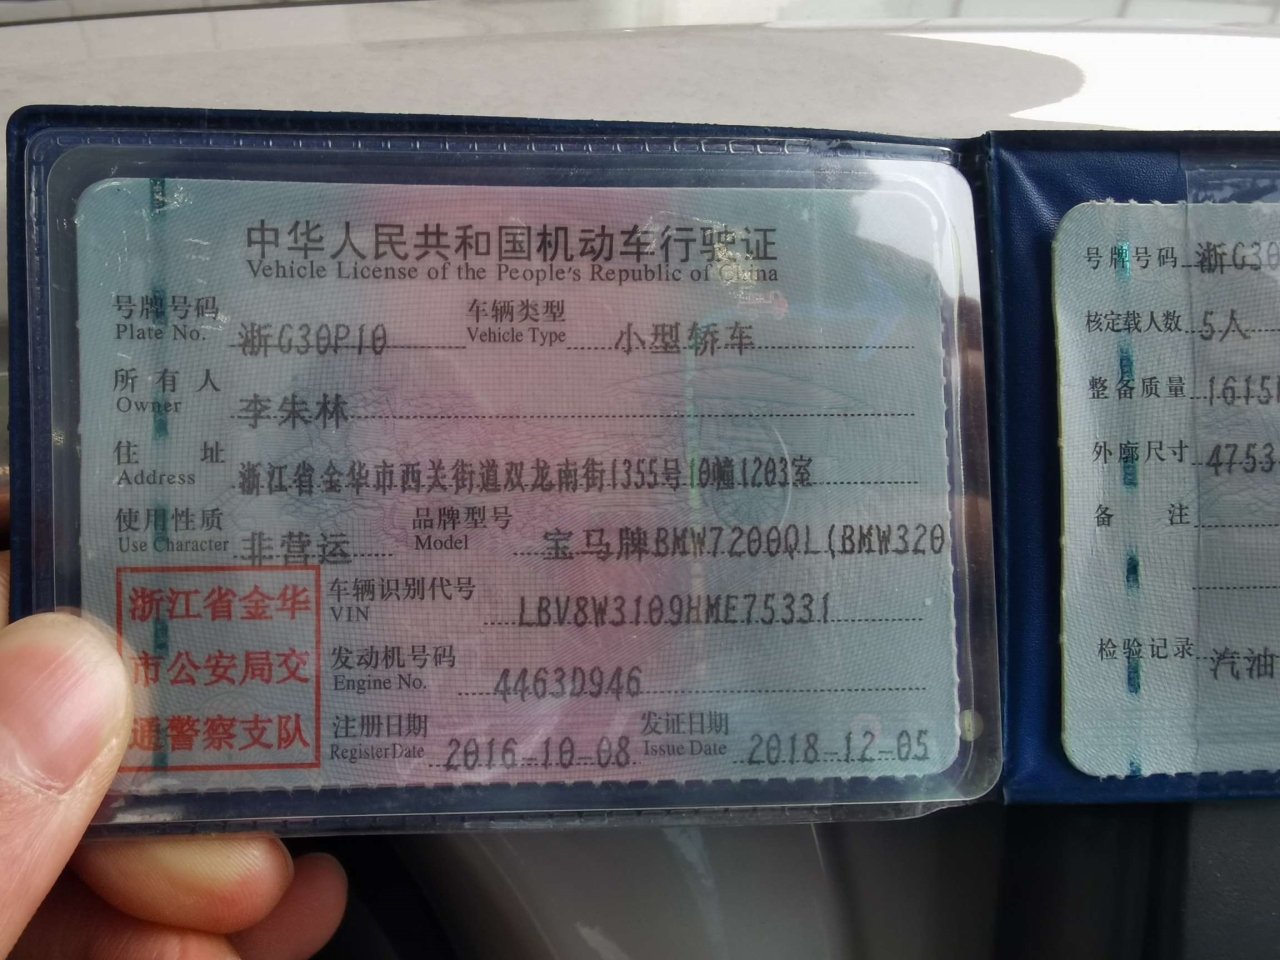 中华人民共和国机动车行驶证
Vehicle License of the People's Republic of China
号牌号码 浙G30P10 车辆类型 小型轿车
Plate No. Vehicle Type
所有人 李朱林
Owner
住址 浙江省金华市西关街道双龙南街1355号10幢1203室
Address
使用性质 非营运 品牌型号 宝马牌BMW7200QL(BMW320
Use Character Model
浙江省金华
市公安局交
通警察支队
车辆识别代号 LBV8W3109HME75331
VIN
发动机号码 4463D946
Engine No.
注册日期 2016-10-08 发证日期 2018-12-05
Register Date Issue Date
号牌号码 浙G30
核定载人数 5人
整备质量 1615
外廓尺寸 4753
备注
检验记录 汽油